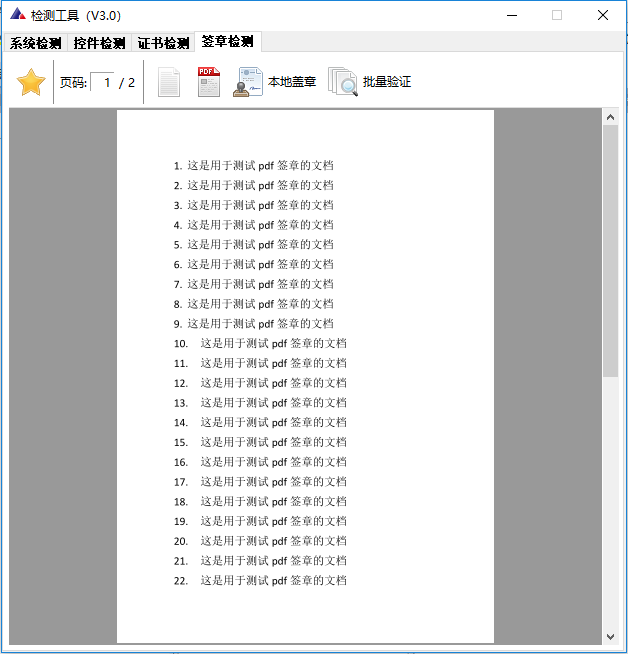 检测工具（V3.0）
系统检测 控件检测 证书检测 签章检测
页码: 1 / 2 PDF 本地盖章 批量验证
1. 这是用于测试 pdf 签章的文档
2. 这是用于测试 pdf 签章的文档
3. 这是用于测试 pdf 签章的文档
4. 这是用于测试 pdf 签章的文档
5. 这是用于测试 pdf 签章的文档
6. 这是用于测试 pdf 签章的文档
7. 这是用于测试 pdf 签章的文档
8. 这是用于测试 pdf 签章的文档
9. 这是用于测试 pdf 签章的文档
10. 这是用于测试 pdf 签章的文档
11. 这是用于测试 pdf 签章的文档
12. 这是用于测试 pdf 签章的文档
13. 这是用于测试 pdf 签章的文档
14. 这是用于测试 pdf 签章的文档
15. 这是用于测试 pdf 签章的文档
16. 这是用于测试 pdf 签章的文档
17. 这是用于测试 pdf 签章的文档
18. 这是用于测试 pdf 签章的文档
19. 这是用于测试 pdf 签章的文档
20. 这是用于测试 pdf 签章的文档
21. 这是用于测试 pdf 签章的文档
22. 这是用于测试 pdf 签章的文档